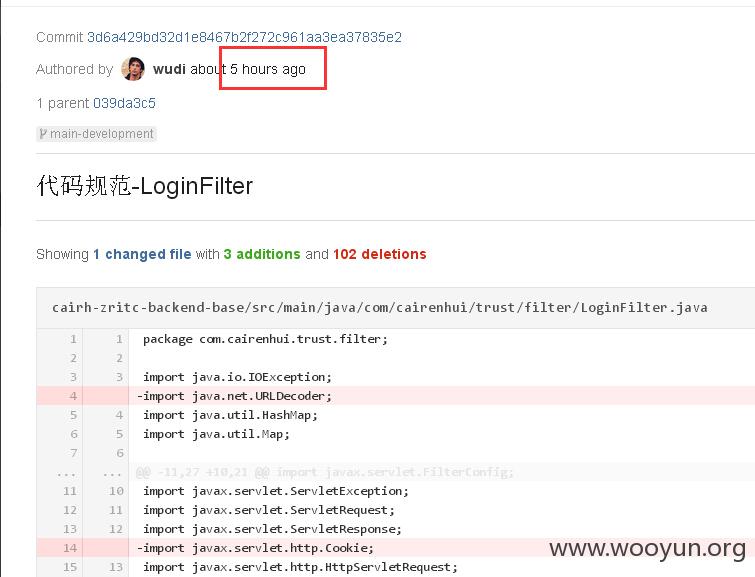 Commit 3d6a429bd32d1e8467b2f272c961aa3ea37835e2
Authored by wudi about 5 hours ago
1 parent 039da3c5
main-development
代码规范-LoginFilter
Showing 1 changed file with 3 additions and 102 deletions
cairh-zritc-backend-base/src/main/java/com/cairenhui/trust/filter/LoginFilter.java
1 1 package com.cairenhui.trust.filter;
2 2
3 3 import java.io.IOException;
4 -import java.net.URLDecoder;
5 4 import java.util.HashMap;
6 5 import java.util.Map;
7 6
... ... @@ -11,27 +10,21 @@ import javax.servlet.FilterConfig;
11 10 import javax.servlet.ServletException;
12 11 import javax.servlet.ServletRequest;
13 12 import javax.servlet.ServletResponse;
14 -import javax.servlet.http.Cookie;
15 13 import javax.servlet.http.HttpServletRequest;
www.wooyun.org